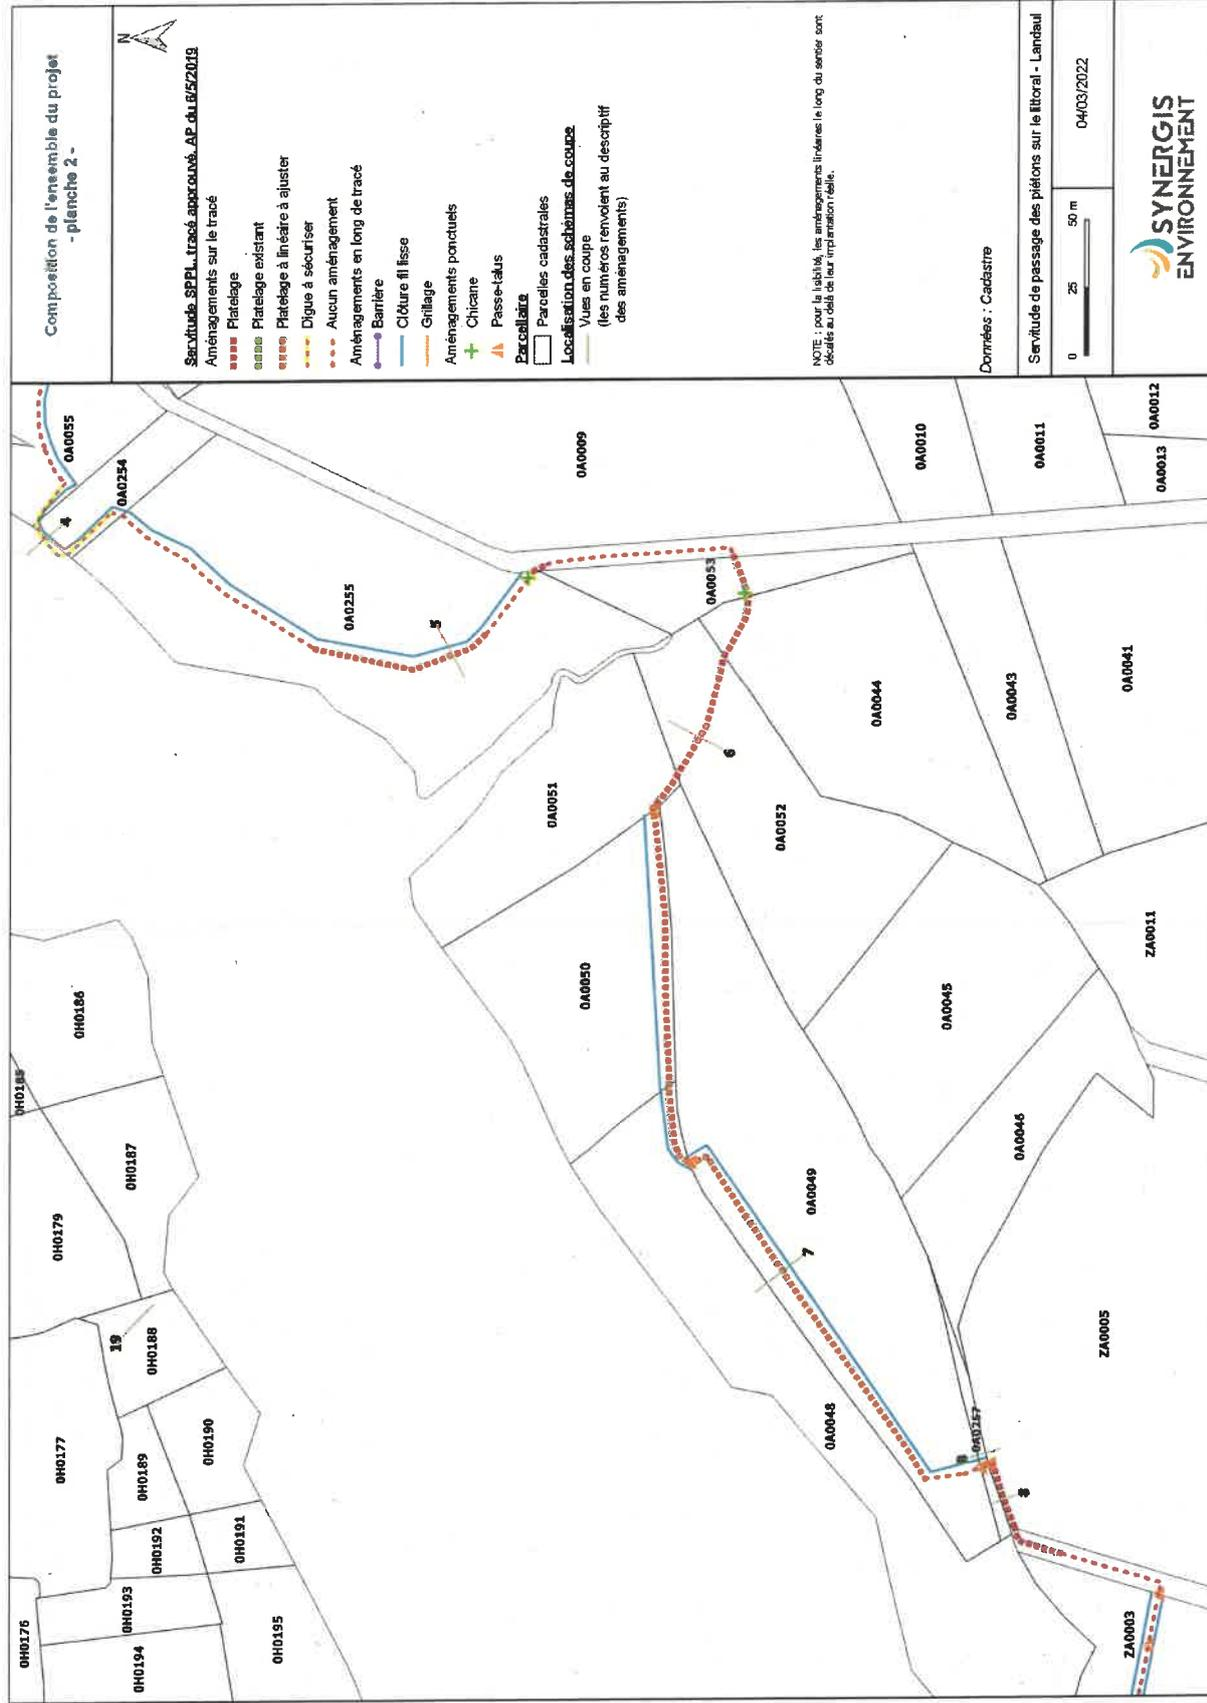 Composition de l'ensemble du projet
- planche 2 -
N
Servitude SPPL, tracé approuvé, AP du 6/5/2019
Aménagements sur le tracé
Platelage
Platelage existant
Platelage à linéaire à ajuster
Digue à sécuriser
Aucun aménagement
Aménagements en long de tracé
Barrière
Clôture fil lisse
Grillage
Aménagements ponctuels
Chicane
Passe-talus
Parcellaire
Parcelles cadastrales
Localisation des schémas de coupe
Vues en coupe
(les numéros renvoient au descriptif
des aménagements)
NOTE : pour la lisibilité, les aménagements linéaires le long du sentier sont
décalés au delà de leur implantation réelle.
Données : Cadastre
Servitude de passage des piétons sur le littoral - Landaul
0 25 50 m
04/03/2022
SYNERGIS
ENVIRONNEMENT
0H0176
0H0177
0H0179
0H0185
0H0186
0H0187
0H0188
19
0H0189
0H0190
0H0191
0H0192
0H0193
0H0194
0H0195
0A0055
0A0254
4
0A0255
5
0A0009
0A0053
0A0010
0A0011
0A0012
0A0013
0A0051
6
0A0052
0A0044
0A0043
0A0041
0A0050
0A0045
ZA0011
0A0046
0A0049
7
0A0048
ZA0005
0A0257
8
ZA0003